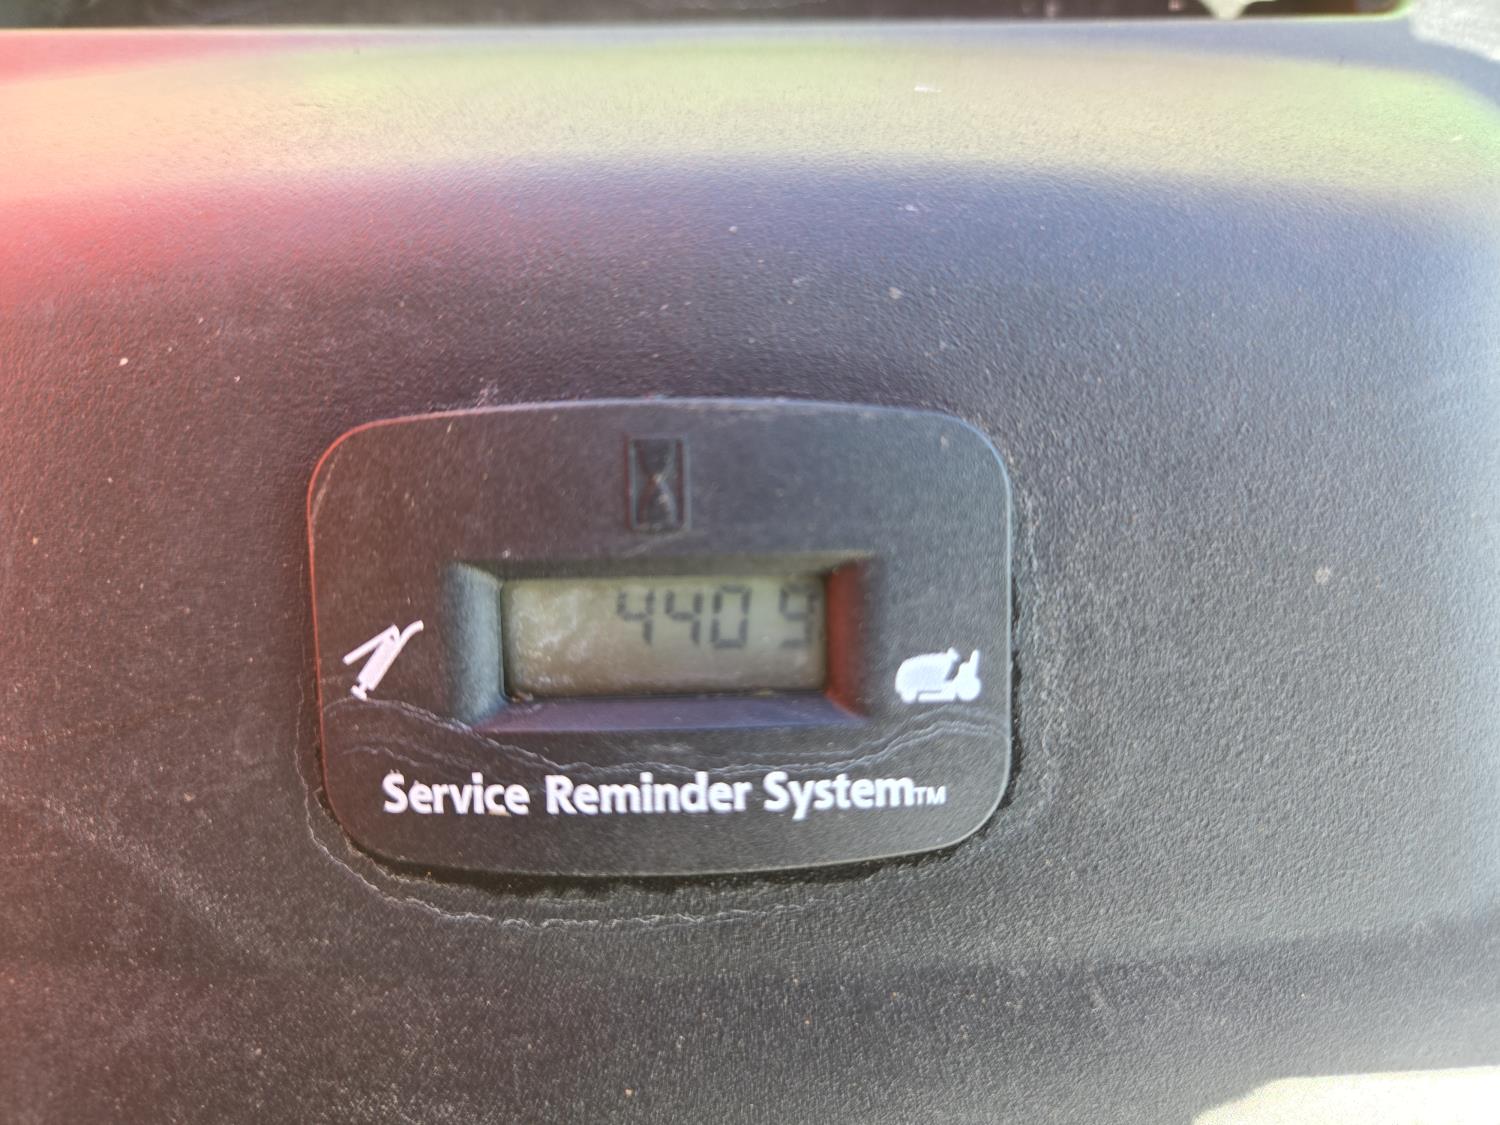 440 9
Service Reminder System™